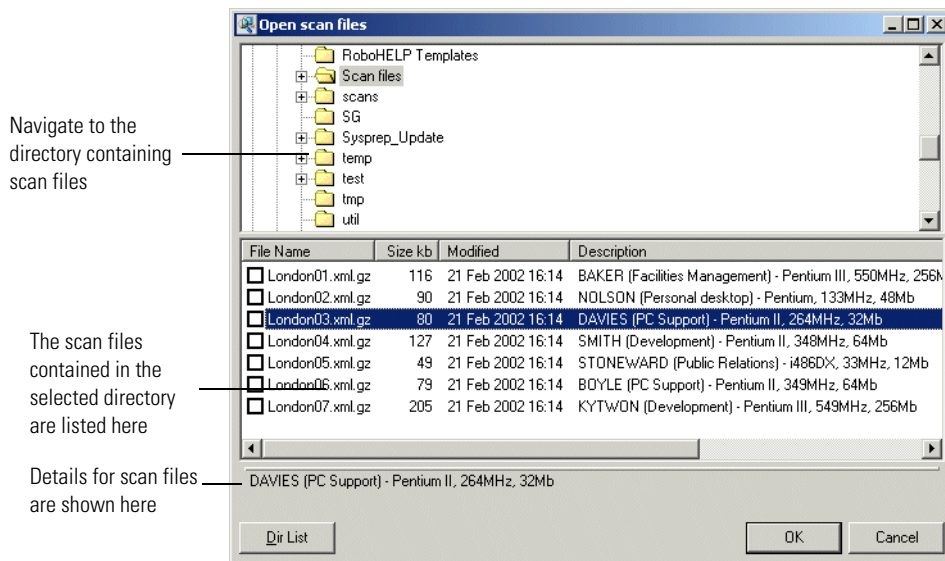 Open scan files
RoboHELP Templates
Scan files
scans
SG
Sysprep_Update
temp
test
tmp
util
Navigate to the
directory containing
scan files
File Name Size kb Modified Description
London01.xml.gz 116 21 Feb 2002 16:14 BAKER (Facilities Management) - Pentium III, 550MHz, 256M
London02.xml.gz 90 21 Feb 2002 16:14 NOLSON (Personal desktop) - Pentium, 133MHz, 48Mb
London03.xml.gz 80 21 Feb 2002 16:14 DAVIES (PC Support) - Pentium II, 264MHz, 32Mb
London04.xml.gz 127 21 Feb 2002 16:14 SMITH (Development) - Pentium II, 348MHz, 64Mb
London05.xml.gz 49 21 Feb 2002 16:14 STONEWARD (Public Relations) - i486DX, 33MHz, 12Mb
London06.xml.gz 79 21 Feb 2002 16:14 BOYLE (PC Support) - Pentium II, 349MHz, 64Mb
London07.xml.gz 205 21 Feb 2002 16:14 KYTWON (Development) - Pentium III, 549MHz, 256Mb
The scan files
contained in the
selected directory
are listed here
Details for scan files
are shown here
DAVIES (PC Support) - Pentium II, 264MHz, 32Mb
Dir List OK Cancel